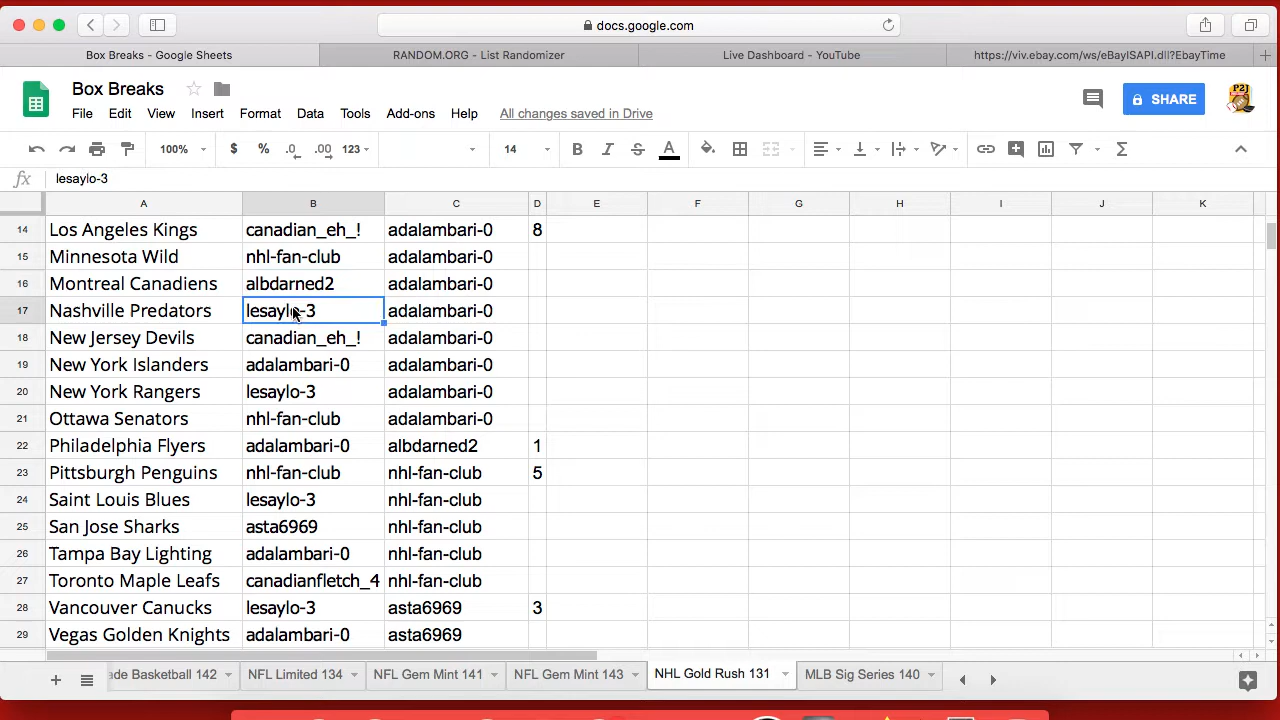 docs.google.com
Box Breaks - Google Sheets
RANDOM.ORG - List Randomizer
Live Dashboard - YouTube
https://viv.ebay.com/ws/eBayISAPI.dll?EbayTime
Box Breaks
P2J
SHARE
File Edit View Insert Format Data Tools Add-ons Help All changes saved in Drive
100% $ % .0 .00 123 14 B I S A Σ
fx lesaylo-3
A B C D E F G H I J K
14 Los Angeles Kings canadian_eh_! adalambari-0 8
15 Minnesota Wild nhl-fan-club adalambari-0
16 Montreal Canadiens albdarned2 adalambari-0
17 Nashville Predators lesaylo-3 adalambari-0
18 New Jersey Devils canadian_eh_! adalambari-0
19 New York Islanders adalambari-0 adalambari-0
20 New York Rangers lesaylo-3 adalambari-0
21 Ottawa Senators nhl-fan-club adalambari-0
22 Philadelphia Flyers adalambari-0 albdarned2 1
23 Pittsburgh Penguins nhl-fan-club nhl-fan-club 5
24 Saint Louis Blues lesaylo-3 nhl-fan-club
25 San Jose Sharks asta6969 nhl-fan-club
26 Tampa Bay Lighting adalambari-0 nhl-fan-club
27 Toronto Maple Leafs canadianfletch_4 nhl-fan-club
28 Vancouver Canucks lesaylo-3 asta6969 3
29 Vegas Golden Knights adalambari-0 asta6969
ade Basketball 142 NFL Limited 134 NFL Gem Mint 141 NFL Gem Mint 143 NHL Gold Rush 131 MLB Sig Series 140